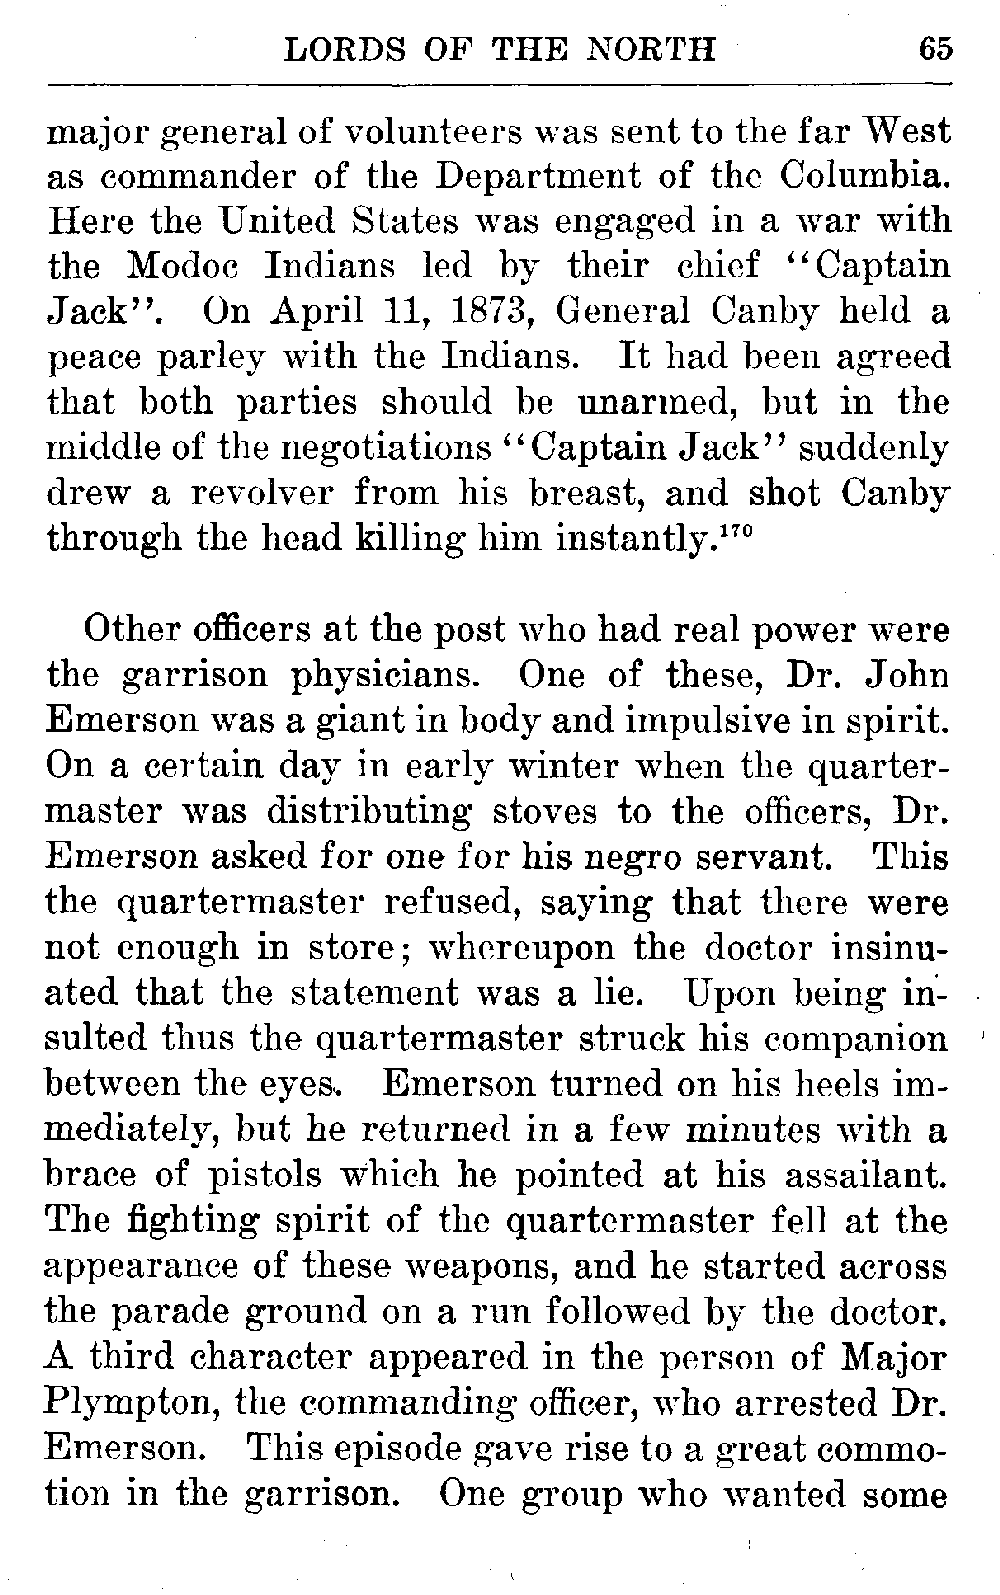 LORDS OF THE NORTH 65
major general of volunteers was sent to the far West
as commander of the Department of the Columbia.
Here the United States was engaged in a war with
the Modoc Indians led by their chief ‘‘Captain
Jack’’. On April 11, 1873, General Canby held a
peace parley with the Indians. It had been agreed
that both parties should be unarmed, but in the
middle of the negotiations ‘‘Captain Jack’’ suddenly
drew a revolver from his breast, and shot Canby
through the head killing him instantly.¹⁷⁰
Other officers at the post who had real power were
the garrison physicians. One of these, Dr. John
Emerson was a giant in body and impulsive in spirit.
On a certain day in early winter when the quarter-
master was distributing stoves to the officers, Dr.
Emerson asked for one for his negro servant. This
the quartermaster refused, saying that there were
not enough in store; whereupon the doctor insinu-
ated that the statement was a lie. Upon being in-
sulted thus the quartermaster struck his companion
between the eyes. Emerson turned on his heels im-
mediately, but he returned in a few minutes with a
brace of pistols which he pointed at his assailant.
The fighting spirit of the quartermaster fell at the
appearance of these weapons, and he started across
the parade ground on a run followed by the doctor.
A third character appeared in the person of Major
Plympton, the commanding officer, who arrested Dr.
Emerson. This episode gave rise to a great commo-
tion in the garrison. One group who wanted some